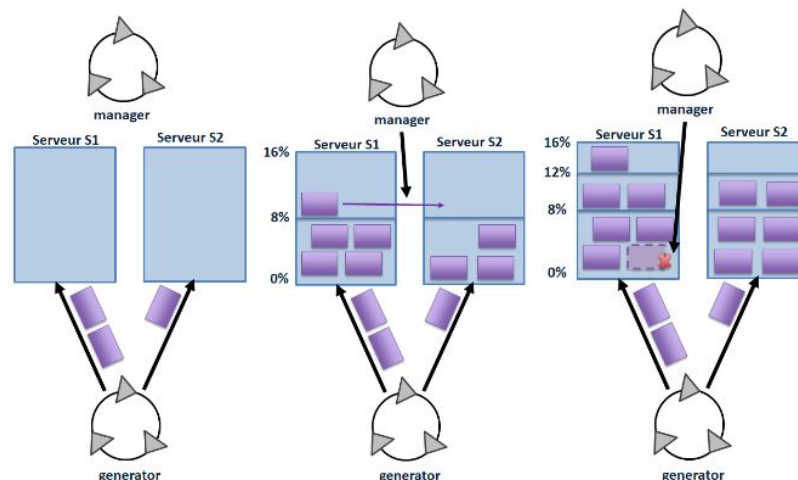 manager
manager
manager
Serveur S1
Serveur S2
Serveur S1
Serveur S2
Serveur S1
Serveur S2
16%
8%
0%
16%
12%
8%
0%
generator
generator
generator